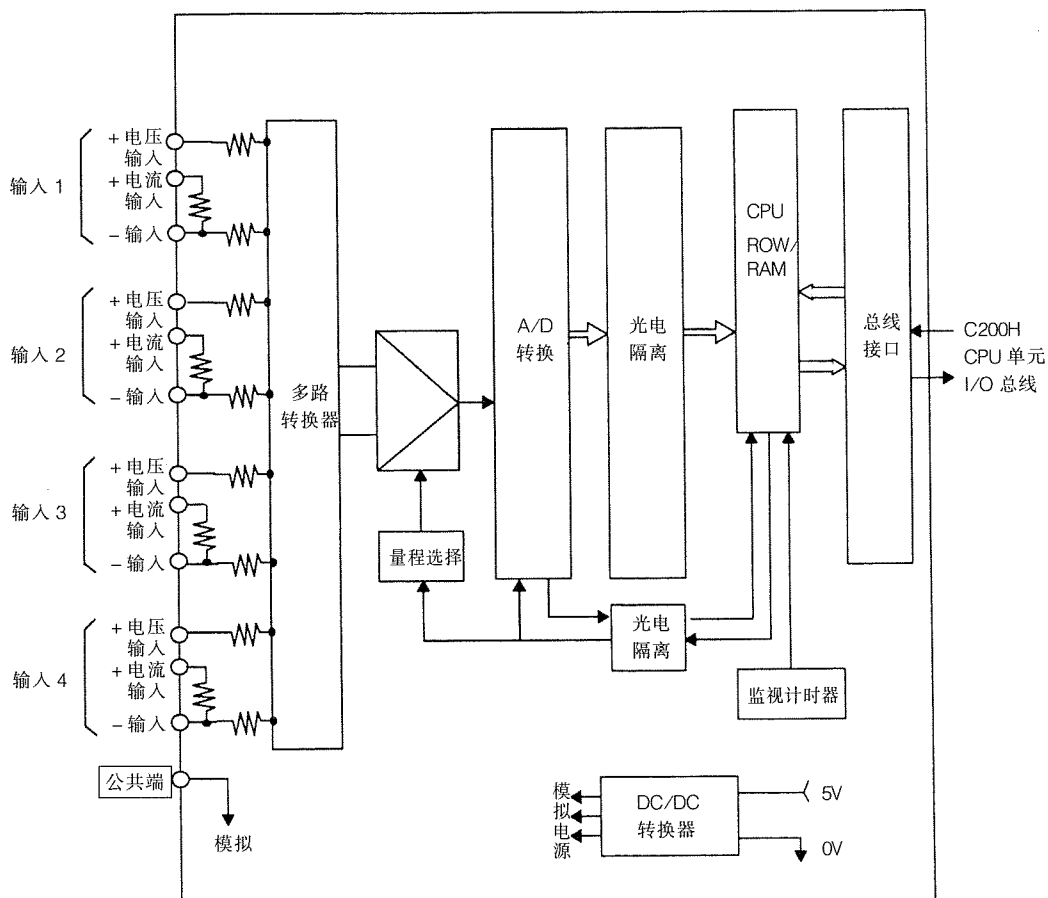 输入 1
+ 电压
输入
+ 电流
输入
- 输入
输入 2
+ 电压
输入
+ 电流
输入
- 输入
输入 3
+ 电压
输入
+ 电流
输入
- 输入
输入 4
+ 电压
输入
+ 电流
输入
- 输入
公共端
模拟
多路
转换器
量程选择
A/D
转换
光电
隔离
光电
隔离
CPU
ROW/
RAM
监视计时器
总线
接口
C200H
CPU 单元
I/O 总线
模
拟
电
源
DC/DC
转换器
5V
0V